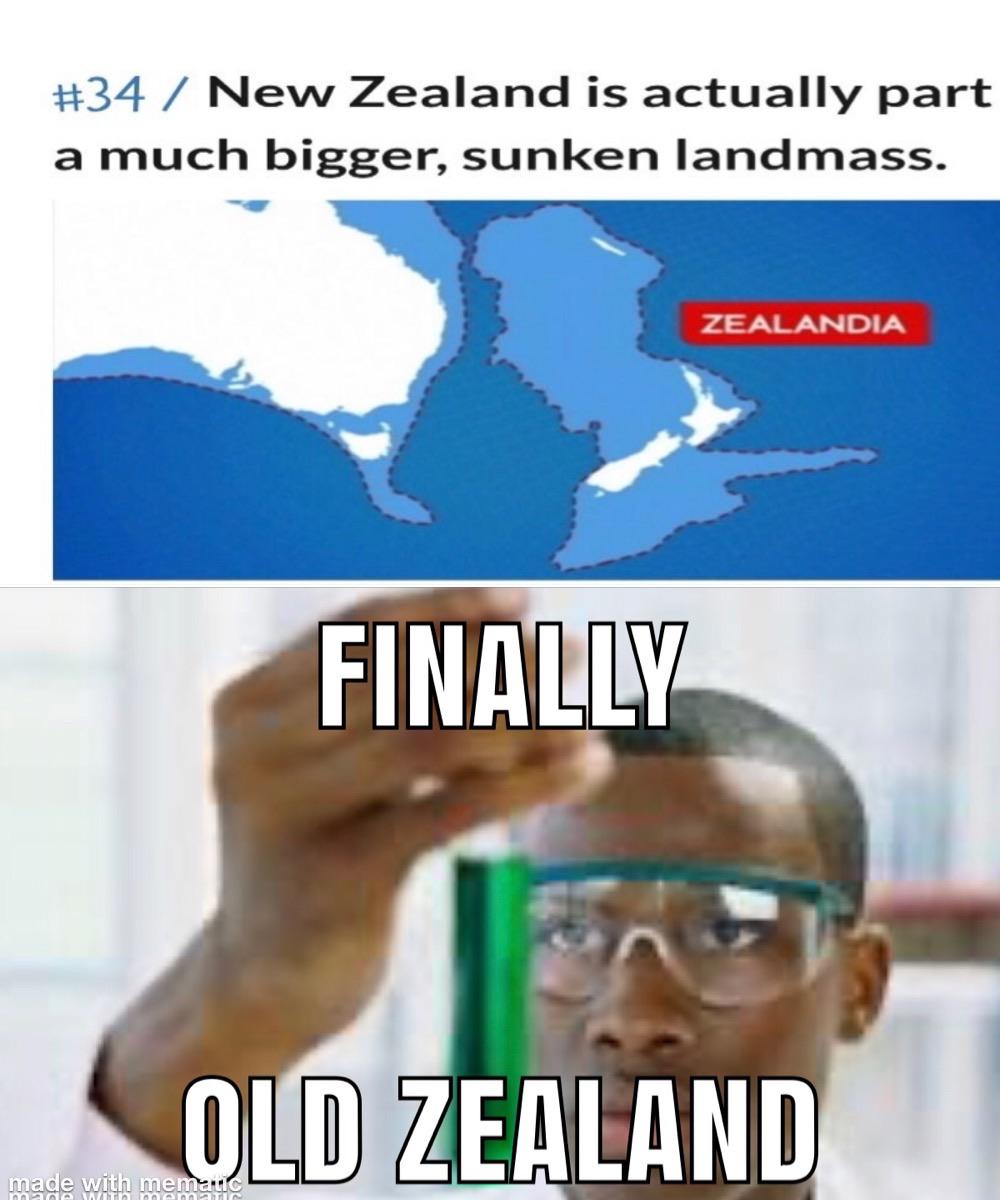 #34 / New Zealand is actually part
a much bigger, sunken landmass.
ZEALANDIA
FINALLY
OLD ZEALAND
made with mematic